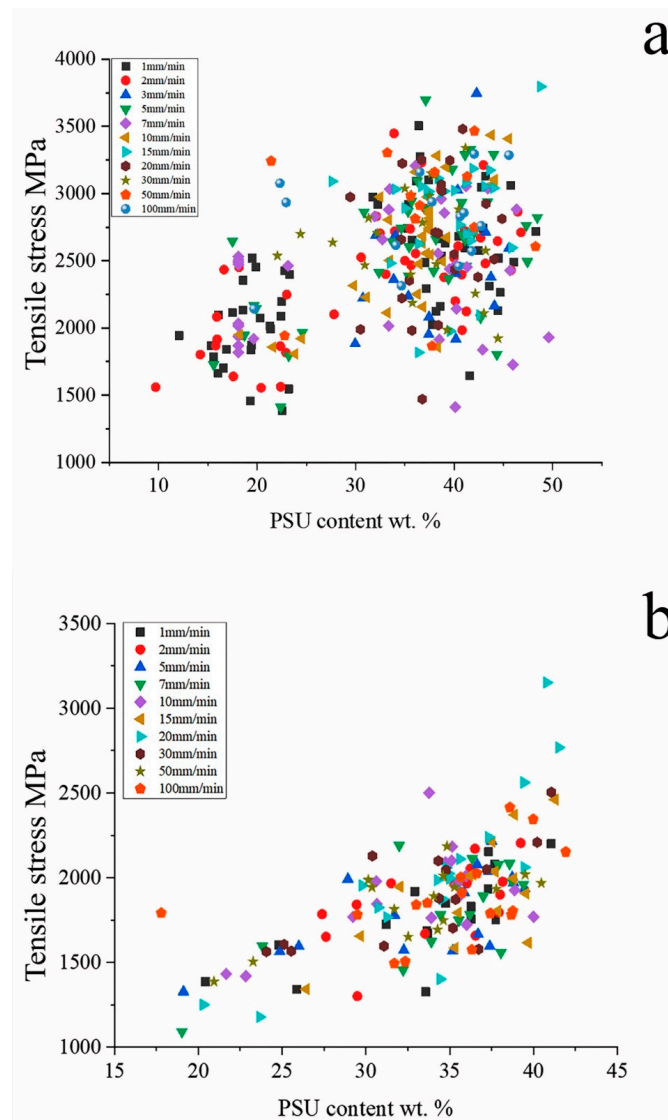 a
4000
3500
3000
2500
2000
1500
1000
Tensile stress MPa
1mm/min
2mm/min
3mm/min
5mm/min
7mm/min
10mm/min
15mm/min
20mm/min
30mm/min
50mm/min
100mm/min
10 20 30 40 50
PSU content wt. %
b
3500
3000
2500
2000
1500
1000
Tensile stress MPa
1mm/min
2mm/min
5mm/min
7mm/min
10mm/min
15mm/min
20mm/min
30mm/min
50mm/min
100mm/min
15 20 25 30 35 40 45
PSU content wt. %